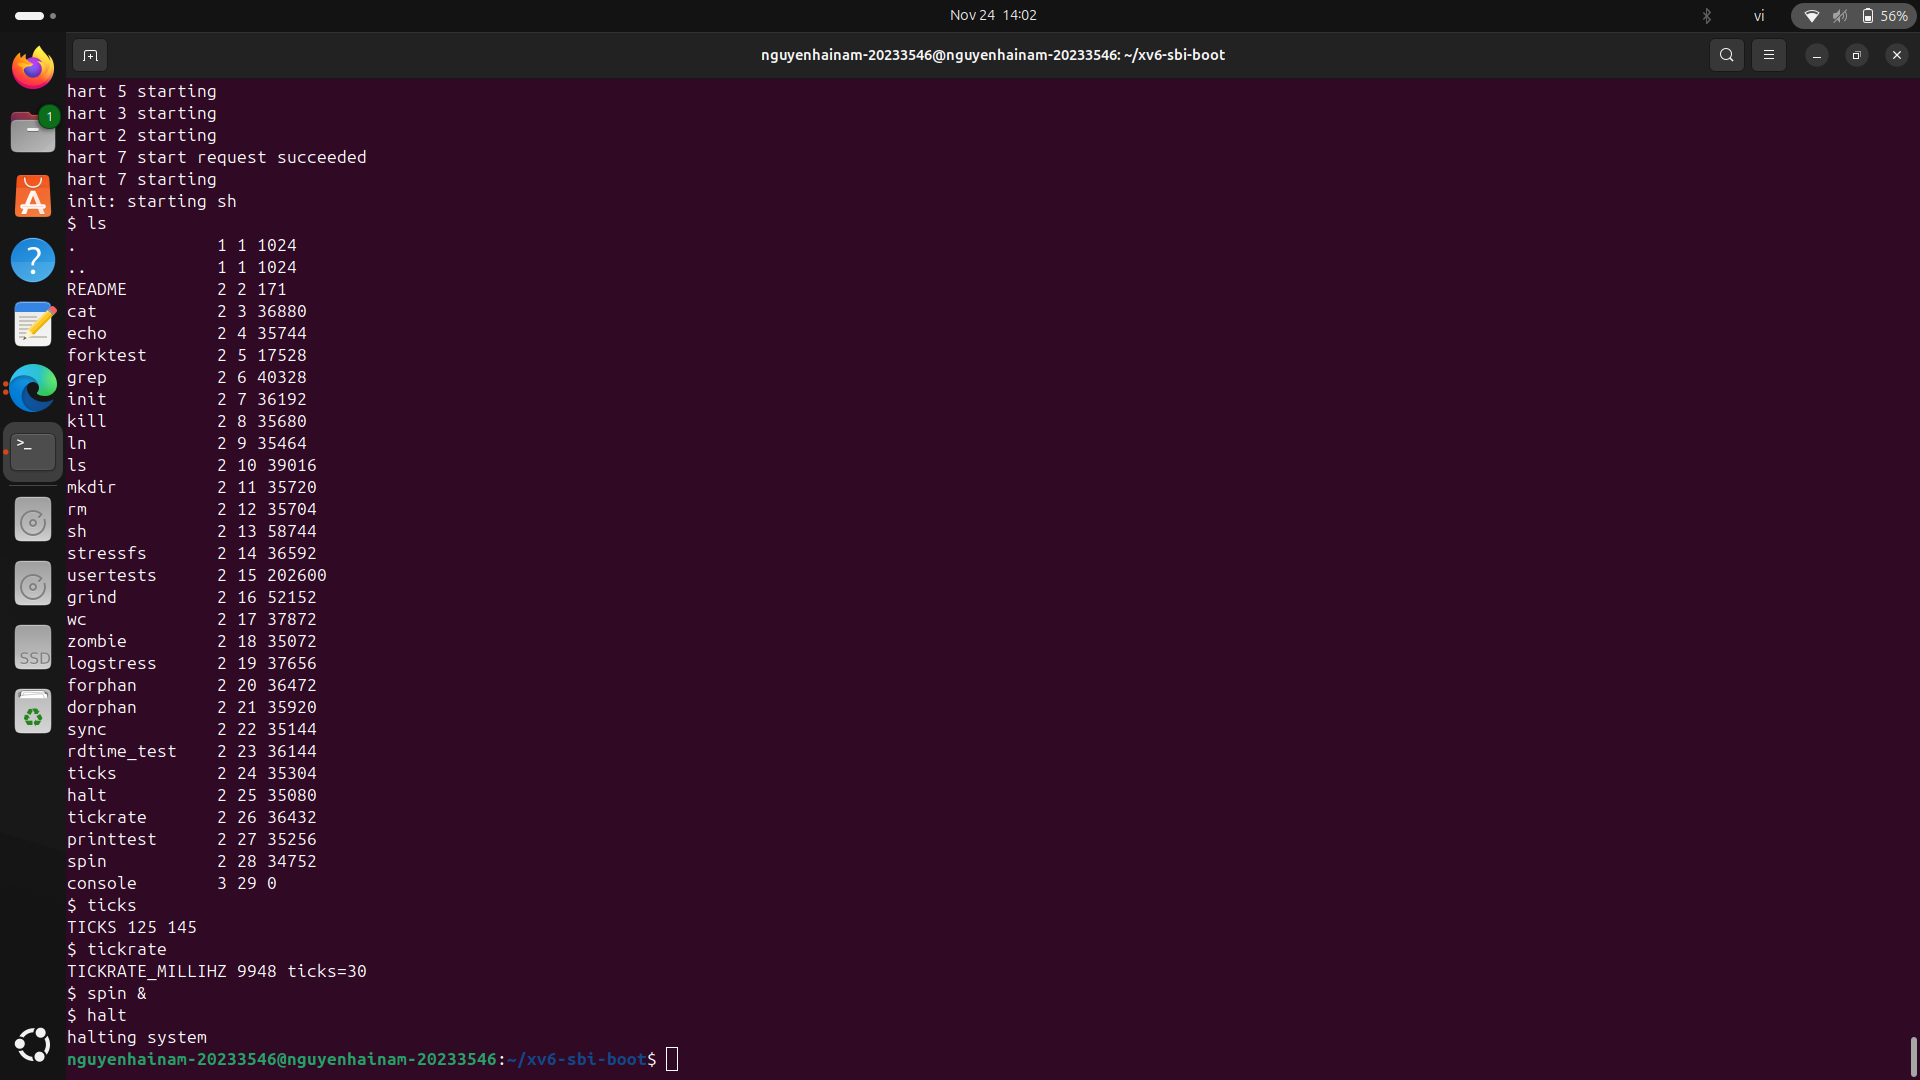 Nov 24 14:02
vi
56%
nguyenhainam-20233546@nguyenhainam-20233546: ~/xv6-sbi-boot
1
SSD
hart 5 starting
hart 3 starting
hart 2 starting
hart 7 start request succeeded
hart 7 starting
init: starting sh
$ ls
.              1 1 1024
..             1 1 1024
README         2 2 171
cat            2 3 36880
echo           2 4 35744
forktest       2 5 17528
grep           2 6 40328
init           2 7 36192
kill           2 8 35680
ln             2 9 35464
ls             2 10 39016
mkdir          2 11 35720
rm             2 12 35704
sh             2 13 58744
stressfs       2 14 36592
usertests      2 15 202600
grind          2 16 52152
wc             2 17 37872
zombie         2 18 35072
logstress      2 19 37656
forphan        2 20 36472
dorphan        2 21 35920
sync           2 22 35144
rdtime_test    2 23 36144
ticks          2 24 35304
halt           2 25 35080
tickrate       2 26 36432
printtest      2 27 35256
spin           2 28 34752
console        3 29 0
$ ticks
TICKS 125 145
$ tickrate
TICKRATE_MILLIHZ 9948 ticks=30
$ spin &
$ halt
halting system
nguyenhainam-20233546@nguyenhainam-20233546:~/xv6-sbi-boot$